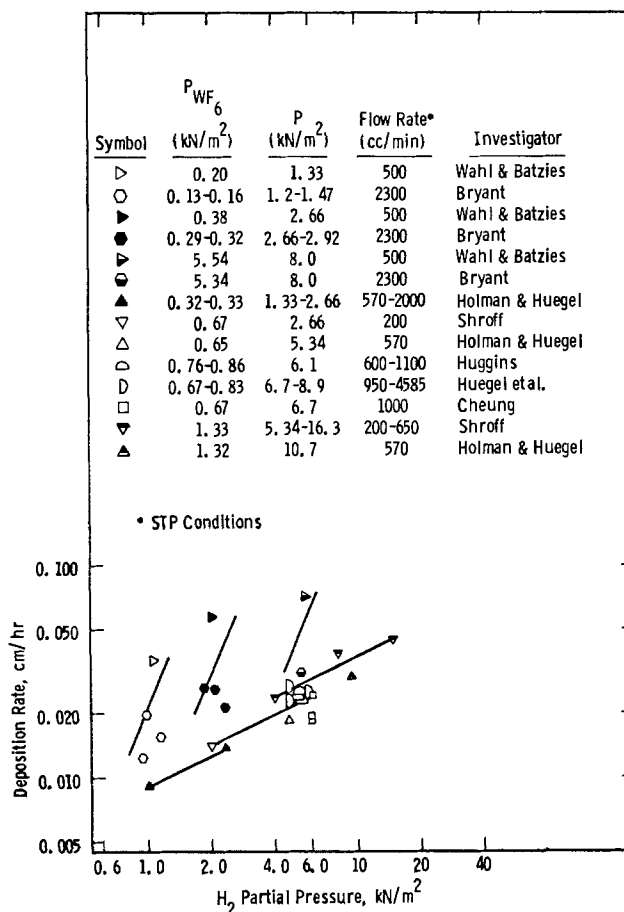 P WF6 P Flow Rate*
Symbol (kN/m²) (kN/m²) (cc/min) Investigator
▷ 0.20 1.33 500 Wahl & Batzies
0.13-0.16 1.2-1.47 2300 Bryant
0.38 2.66 500 Wahl & Batzies
0.29-0.32 2.66-2.92 2300 Bryant
5.54 8.0 500 Wahl & Batzies
5.34 8.0 2300 Bryant
0.32-0.33 1.33-2.66 570-2000 Holman & Huegel
0.67 2.66 200 Shroff
0.65 5.34 570 Holman & Huegel
0.76-0.86 6.1 600-1100 Huggins
0.67-0.83 6.7-8.9 950-4585 Huegel et al.
0.67 6.7 1000 Cheung
1.33 5.34-16.3 200-650 Shroff
1.32 10.7 570 Holman & Huegel
* STP Conditions
0.100
0.050
0.020
0.010
0.005
Deposition Rate, cm/hr
0.6 1.0 2.0 4.0 6.0 10 20 40
H2 Partial Pressure, kN/m²